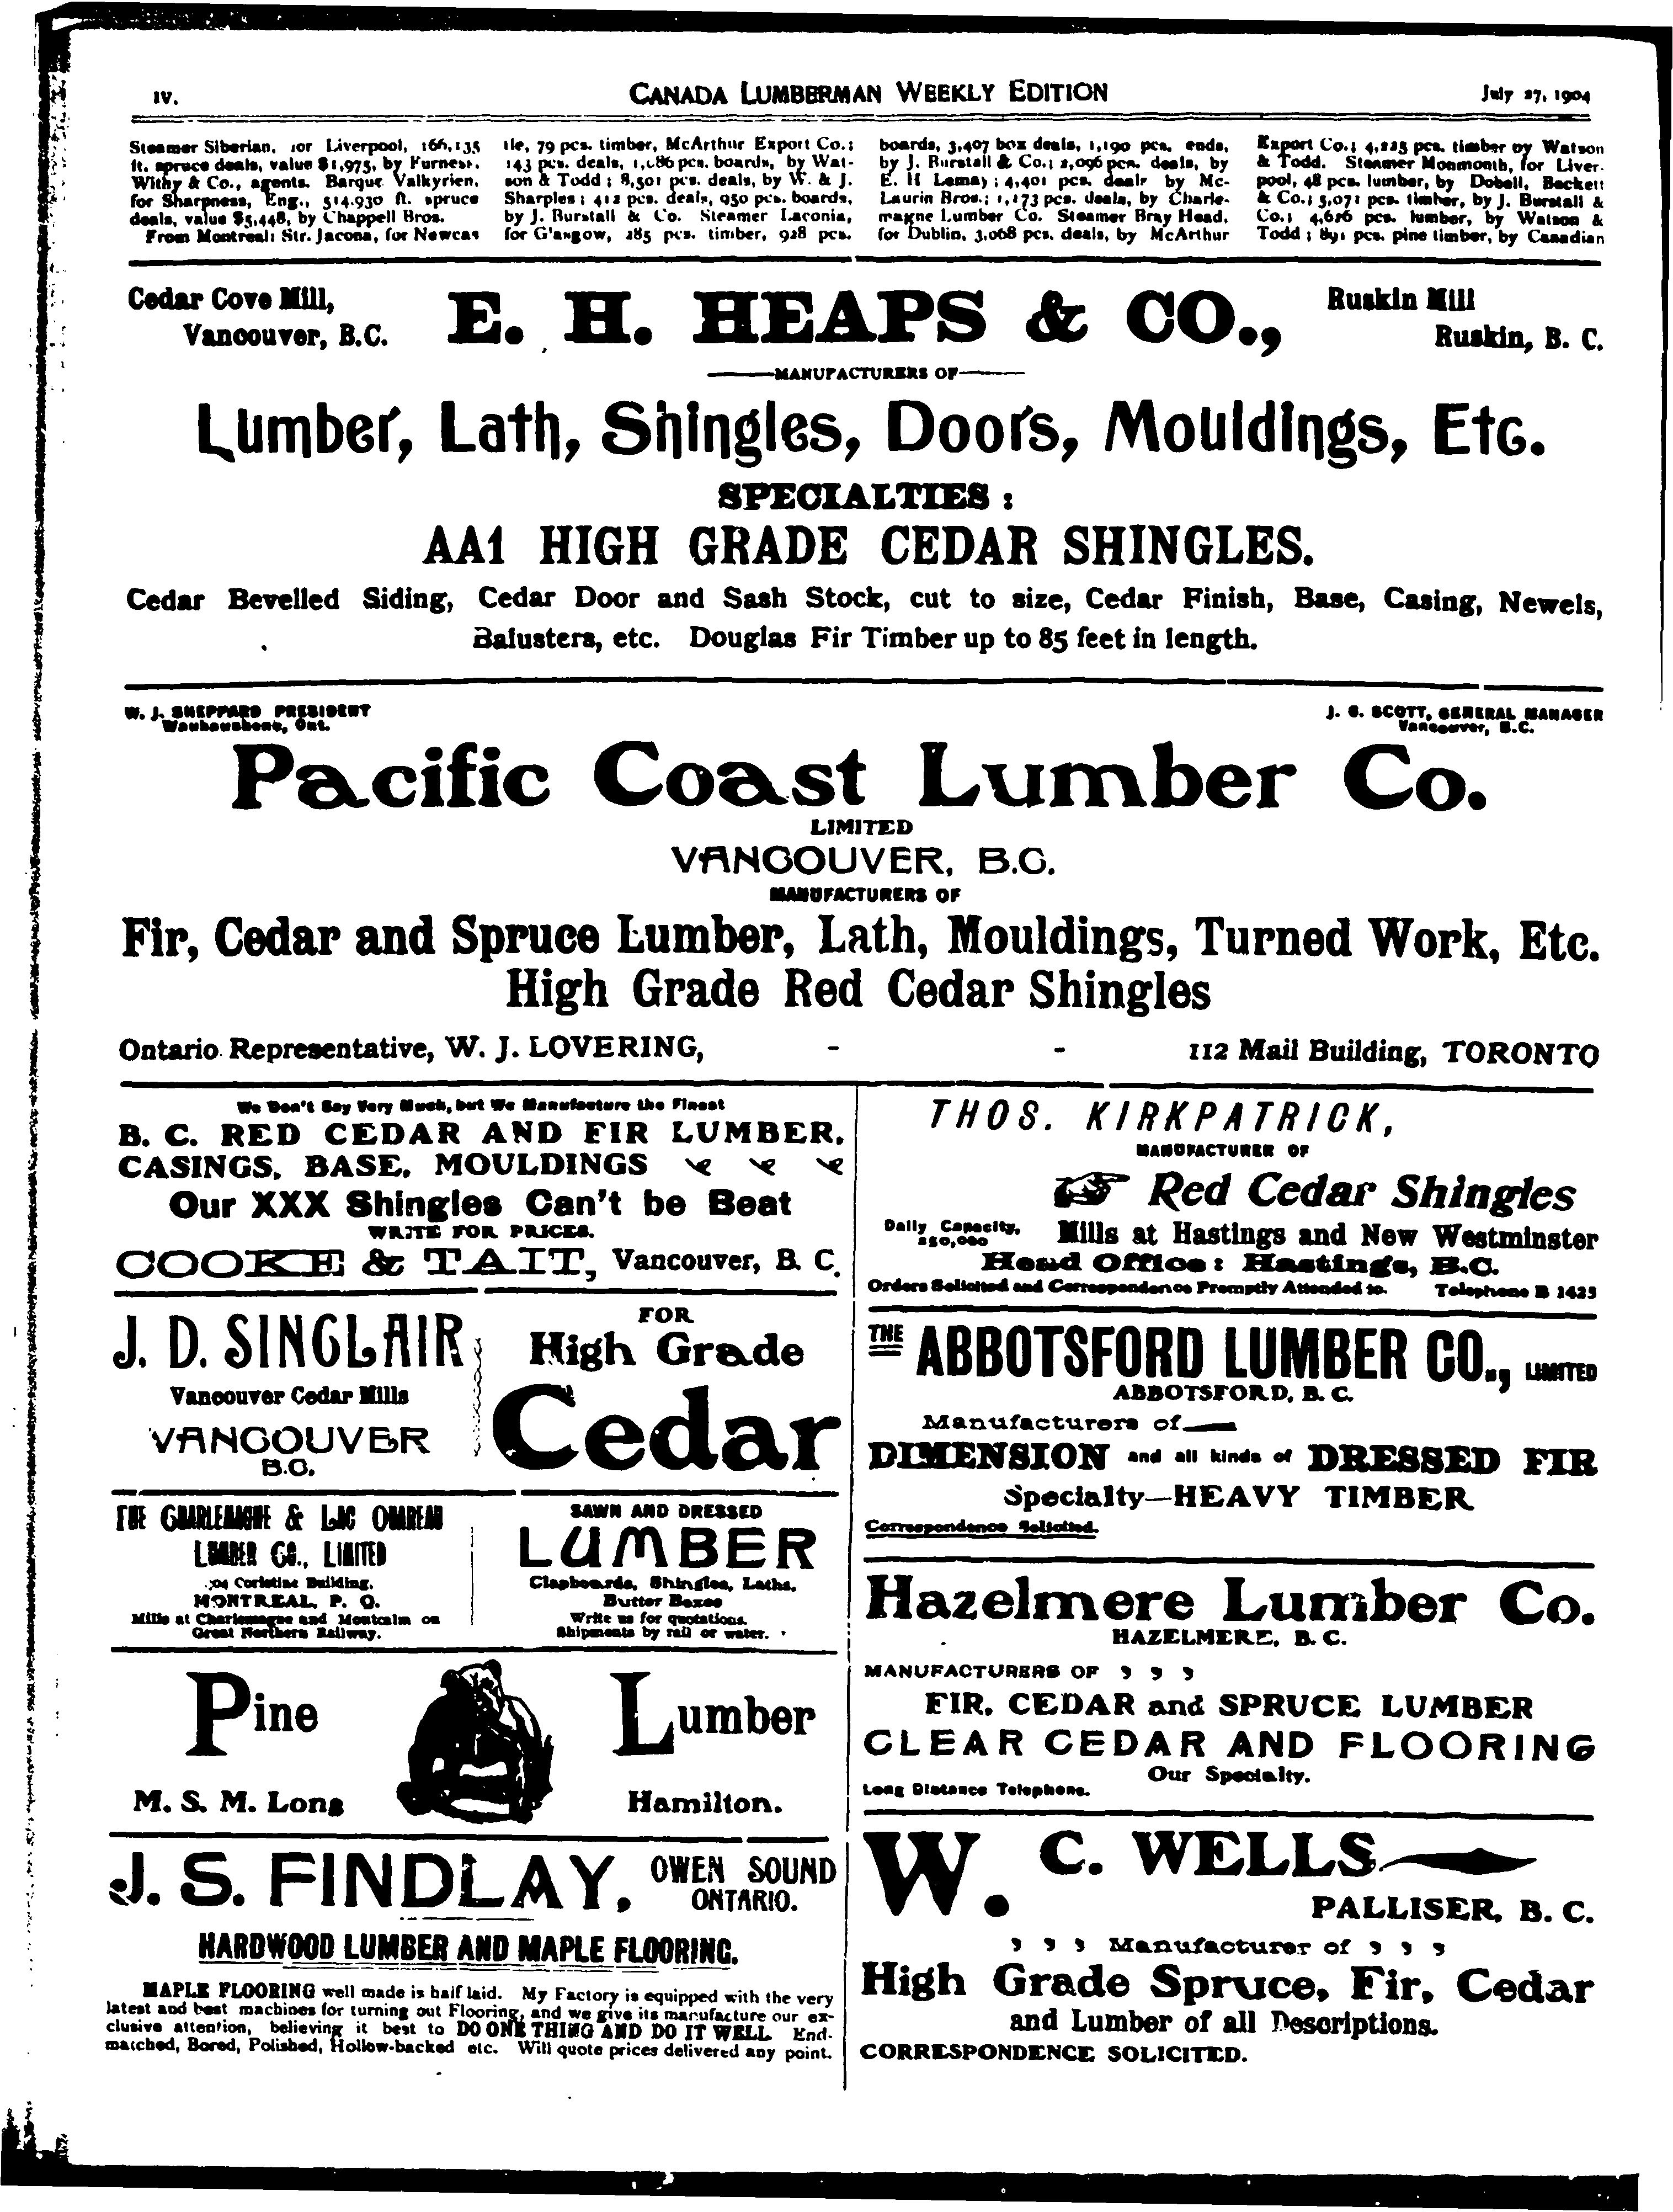 IV.
CANADA LUMBERMAN WEEKLY EDITION
July 27, 1904
Steamer Siberian, for Liverpool, 166,135
ft. spruce deals, value $1,975, by Furness,
Withy & Co., agents. Barque Valkyrien,
for Sharpness, Eng., 514,930 ft. spruce
deals, value $5,448, by Chappell Bros.
From Montreal: Str. Jacona, for Newcas
tle, 79 pcs. timber, McArthur Export Co.;
143 pcs. deals, 1,086 pcs. boards, by Wat-
son & Todd ; 8,501 pcs. deals, by W. & J.
Sharples ; 412 pcs. deals, 950 pcs. boards,
by J. Burstall & Co. Steamer Laconia,
for Glasgow, 285 pcs. timber, 928 pcs.
boards, 3,407 box deals, 1,190 pcs. ends,
by J. Burstall & Co.; 2,096 pcs. deals, by
E. H Lemay ; 4,401 pcs. deals by Mc-
Laurin Bros.; 1,173 pcs. deals, by Charle-
magne Lumber Co. Steamer Bray Head,
for Dublin, 3,068 pcs. deals, by McArthur
Export Co.; 4,225 pcs. timber by Watson
& Todd. Steamer Monmonth, for Liver-
pool, 48 pcs. lumber, by Dobell, Beckett
& Co.; 3,071 pcs. timber, by J. Burstall &
Co.; 4,626 pcs. lumber, by Watson &
Todd ; 891 pcs. pine timber, by Canadian
Cedar Cove Mill,
Vancouver, B.C.
E. H. HEAPS & CO.,
Ruskin Mill
Ruskin, B. C.
MANUFACTURERS OF
Lumber, Lath, Shingles, Doors, Mouldings, Etc.
SPECIALTIES :
AA1 HIGH GRADE CEDAR SHINGLES.
Cedar Bevelled Siding, Cedar Door and Sash Stock, cut to size, Cedar Finish, Base, Casing, Newels,
Balusters, etc. Douglas Fir Timber up to 85 feet in length.
W. J. SHEPPARD PRESIDENT
Waubaushene, Ont.
J. G. SCOTT, GENERAL MANAGER
Vancouver, B.C.
Pacific Coast Lumber Co.
LIMITED
VANCOUVER, B.C.
MANUFACTURERS OF
Fir, Cedar and Spruce Lumber, Lath, Mouldings, Turned Work, Etc.
High Grade Red Cedar Shingles
Ontario Representative, W. J. LOVERING, - - 112 Mail Building, TORONTO
We Don't Say Very Much, but We Manufacture the Finest
B. C. RED CEDAR AND FIR LUMBER,
CASINGS, BASE, MOULDINGS
Our XXX Shingles Can't be Beat
WRITE FOR PRICES.
COOKE & TAIT, Vancouver, B. C.
J. D. SINCLAIR
Vancouver Cedar Mills
VANCOUVER
B.C.
FOR
High Grade
Cedar
THE CHARLEMAGNE & LAC OUAREAU
LUMBER CO., LIMITED
Coristine Building,
MONTREAL, P. Q.
Mills at Charlemagne and Montcalm on
Great Northern Railway.
SAWN AND DRESSED
LUMBER
Clapboards, Shingles, Laths,
Butter Boxes
Write us for quotations.
Shipments by rail or water.
Pine Lumber
M. S. M. Long Hamilton.
J. S. FINDLAY, OWEN SOUND
ONTARIO.
HARDWOOD LUMBER AND MAPLE FLOORING.
MAPLE FLOORING well made is half laid. My Factory is equipped with the very
latest and best machines for turning out Flooring, and we give its manufacture our ex-
clusive attention, believing it best to DO ONE THING AND DO IT WELL End-
matched, Bored, Polished, Hollow-backed etc. Will quote prices delivered any point.
THOS. KIRKPATRICK,
MANUFACTURER OF
Red Cedar Shingles
Daily Capacity,
250,000
Mills at Hastings and New Westminster
Head Office : Hastings, B.C.
Orders Solicited and Correspondence Promptly Attended to. Telephone B 1425
THE ABBOTSFORD LUMBER CO., LIMITED
ABBOTSFORD, B. C.
Manufacturers of
DIMENSION and all kinds of DRESSED FIR
Specialty—HEAVY TIMBER
Correspondence Solicited.
Hazelmere Lumber Co.
HAZELMERE, B. C.
MANUFACTURERS OF
FIR, CEDAR and SPRUCE LUMBER
CLEAR CEDAR AND FLOORING
Our Specialty.
Long Distance Telephone.
W. C. WELLS
PALLISER, B. C.
Manufacturer of
High Grade Spruce, Fir, Cedar
and Lumber of all Descriptions.
CORRESPONDENCE SOLICITED.